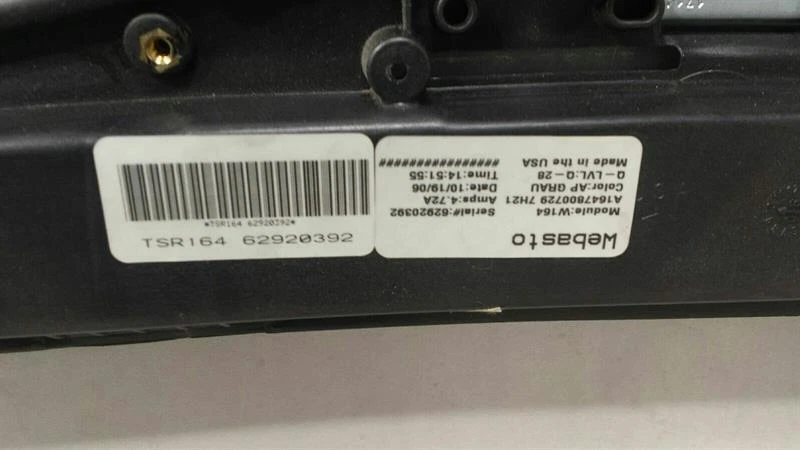 *TSR164 62920392*
TSR164 62920392
Webasto
Module:W164
A1647800729 7H21
Color:AP GRAU
Q-LVL:Q-28
Made in the USA
Serial#:62920392
Amps:4.72A
Date:10/19/06
Time:14:51:55
####################